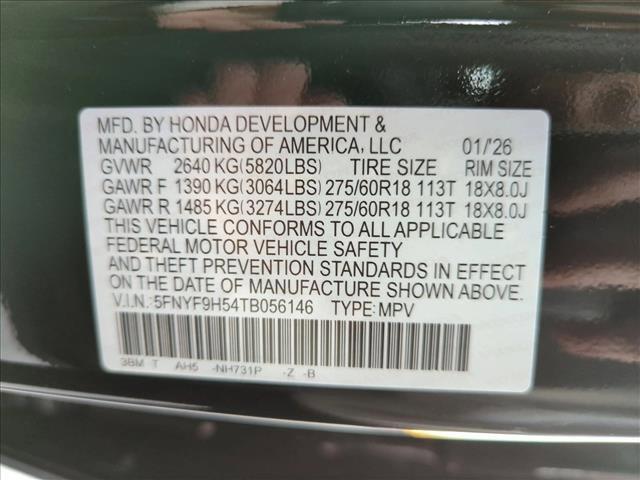 MFD. BY HONDA DEVELOPMENT &
MANUFACTURING OF AMERICA, LLC 01/'26
GVWR 2640 KG(5820LBS) TIRE SIZE RIM SIZE
GAWR F 1390 KG(3064LBS) 275/60R18 113T 18X8.0J
GAWR R 1485 KG(3274LBS) 275/60R18 113T 18X8.0J
THIS VEHICLE CONFORMS TO ALL APPLICABLE
FEDERAL MOTOR VEHICLE SAFETY
AND THEFT PREVENTION STANDARDS IN EFFECT
ON THE DATE OF MANUFACTURE SHOWN ABOVE.
V.I.N.: 5FNYF9H54TB056146 TYPE: MPV
3BM T AH5 -NH731P -Z -B